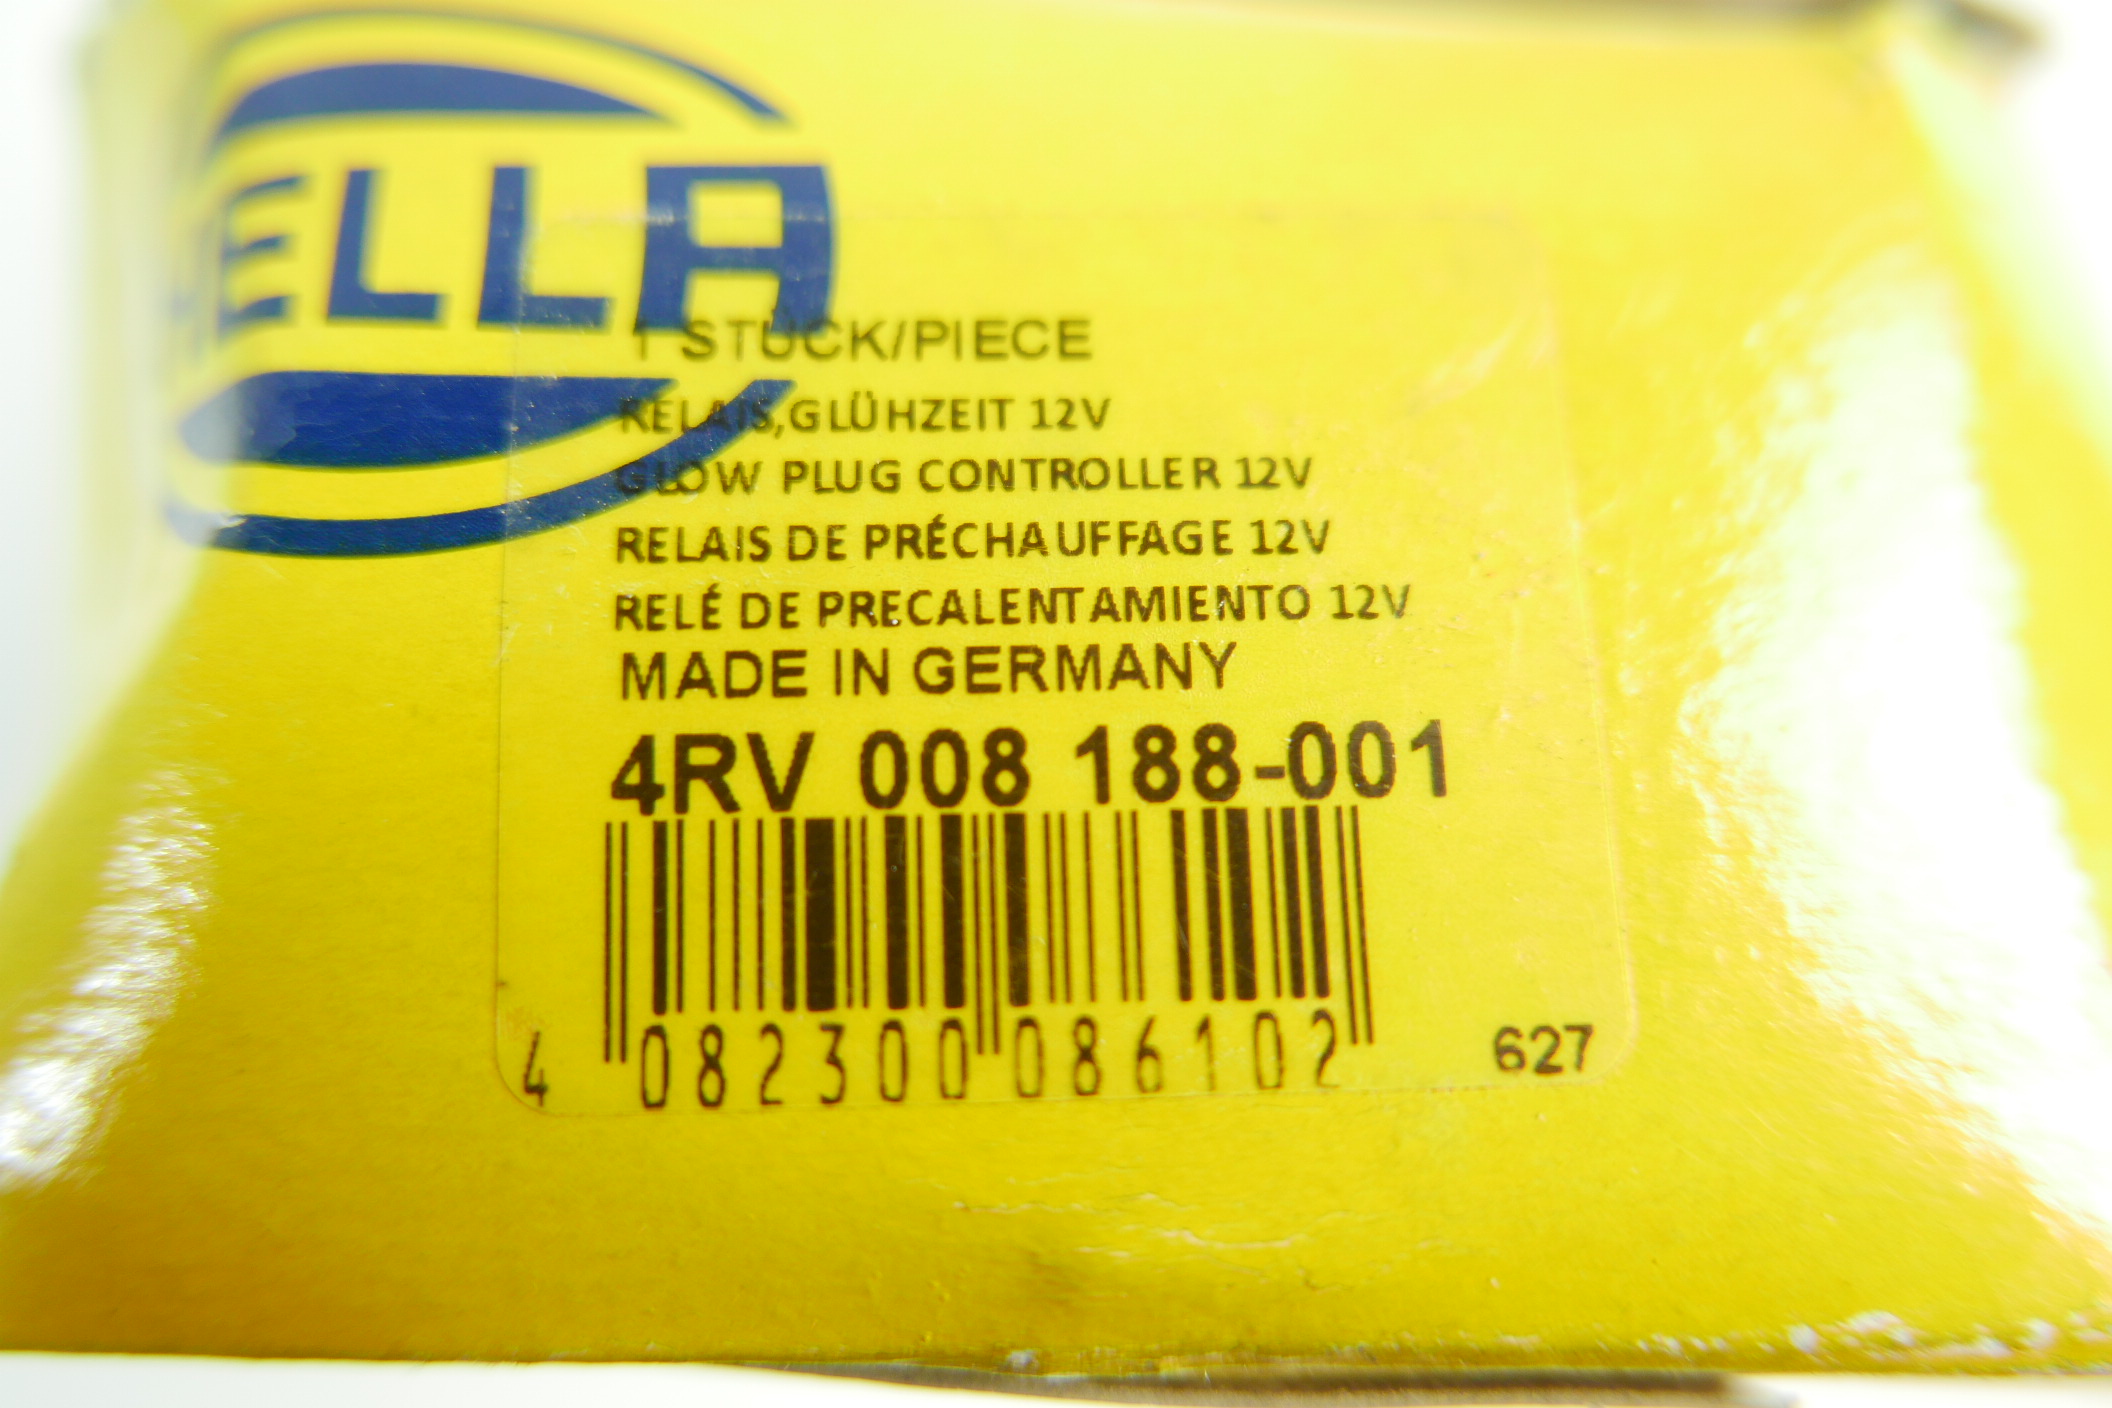 HELLA
1 STÜCK/PIECE
RELAIS,GLÜHZEIT 12V
GLOW PLUG CONTROLLER 12V
RELAIS DE PRÉCHAUFFAGE 12V
RELÉ DE PRECALENTAMIENTO 12V
MADE IN GERMANY
4RV 008 188-001
4 082300 086102
627